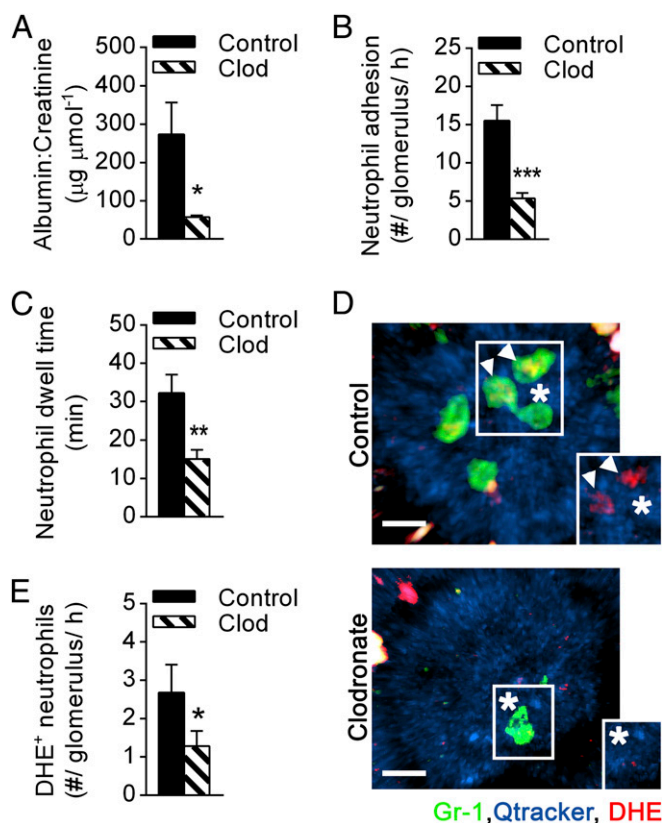 A
Albumin:Creatinine
(µg µmol⁻¹)
500
400
300
200
100
0
Control
Clod
*
B
Neutrophil adhesion
(#/ glomerulus/ h)
25
20
15
10
5
0
Control
Clod
***
C
Neutrophil dwell time
(min)
50
40
30
20
10
0
Control
Clod
**
D
Control
*
*
Clodronate
*
*
Gr-1,Qtracker, DHE
E
DHE⁺ neutrophils
(#/ glomerulus/ h)
5
4
3
2
1
0
Control
Clod
*